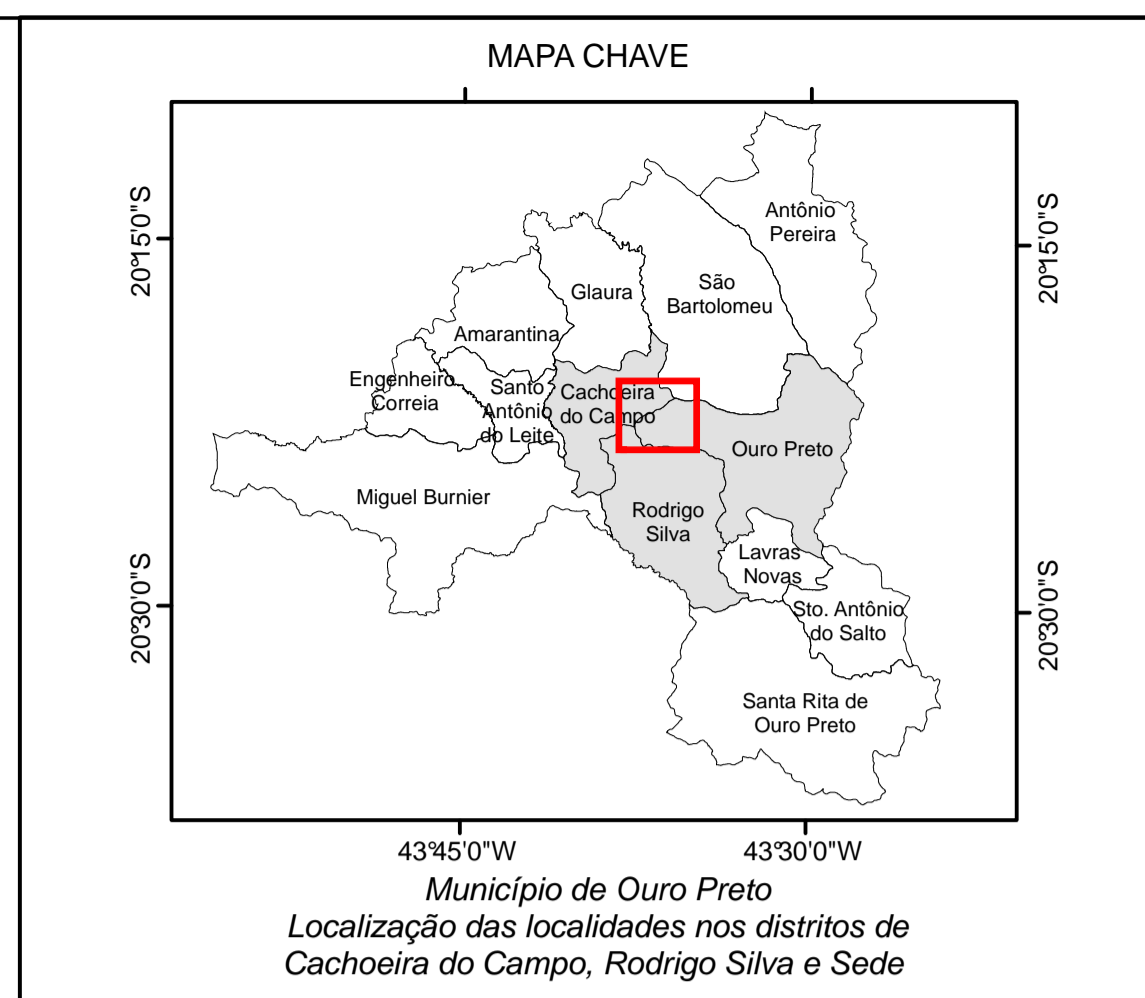 MAPA CHAVE
20°15'0"S
20°15'0"S
Antônio
Pereira
São
Bartolomeu
Glaura
Amarantina
Engenheiro
Correia
Santo
Antônio
do Leite
Cachoeira
do Campo
Ouro Preto
Miguel Burnier
Rodrigo
Silva
Lavras
Novas
20°30'0"S
20°30'0"S
Sto. Antônio
do Salto
Santa Rita de
Ouro Preto
43°45'0"W
43°30'0"W
Município de Ouro Preto
Localização das localidades nos distritos de
Cachoeira do Campo, Rodrigo Silva e Sede